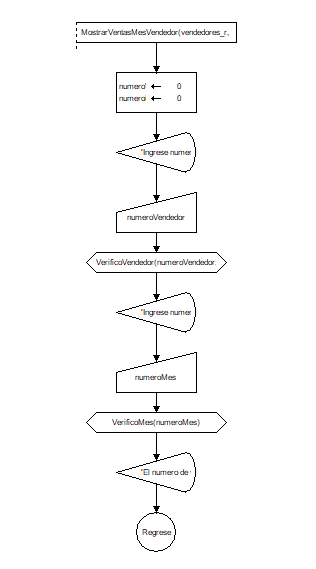 MostrarVentasMesVendedor(vendedores_r,
numero ← 0
numero ← 0
"Ingrese numer
numeroVendedor
VerificoVendedor(numeroVendedor
"Ingrese numer
numeroMes
VerificoMes(numeroMes)
"El numero de
Regrese